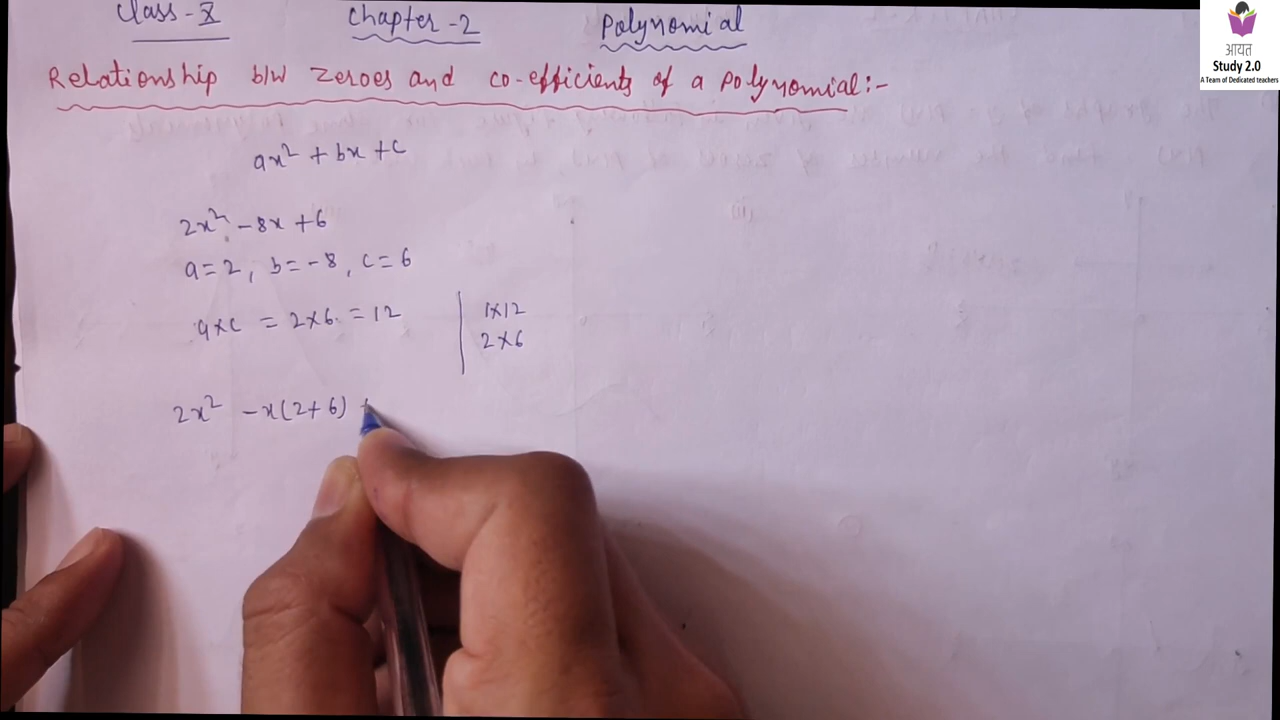 Class-X Chapter-2 Polynomial
Relationship b/w Zeroes and co-efficients of a Polynomial:-
ax² + bx + c
2x² - 8x + 6
a = 2, b = -8, c = 6
a×c = 2×6 = 12
1×12
2×6
2x² - x(2+6) +
आयत
Study 2.0
A Team of Dedicated teachers